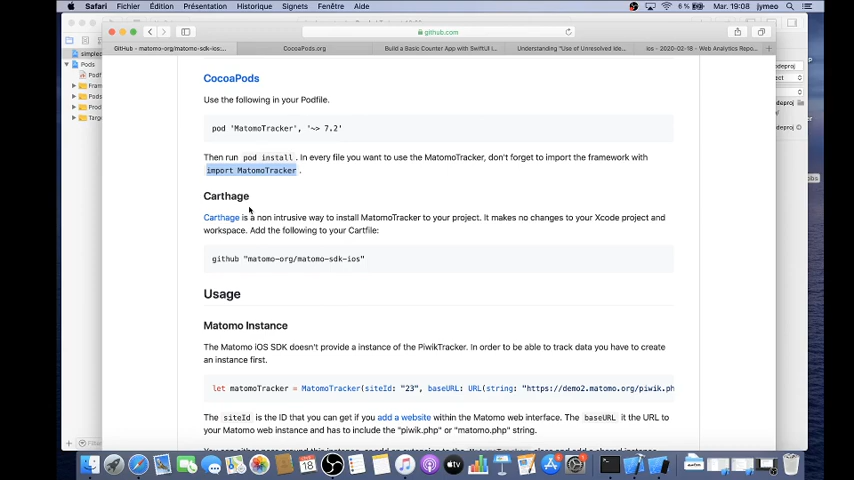 Safari Fichier Édition Présentation Historique Signets Fenêtre Aide 6 % Mar. 19:08 jymeo
github.com
GitHub - matomo-org/matomo-sdk-ios:... CocoaPods.org Build a Basic Counter App with SwiftUI Understanding "Use of Unresolved Ide... ios - 2020-02-18 - Web Analytics Repo...
CocoaPods
Use the following in your Podfile.
pod 'MatomoTracker', '~> 7.2'
Then run pod install . In every file you want to use the MatomoTracker, don't forget to import the framework with
import MatomoTracker .
Carthage
Carthage is a non intrusive way to install MatomoTracker to your project. It makes no changes to your Xcode project and
workspace. Add the following to your Cartfile:
github "matomo-org/matomo-sdk-ios"
Usage
Matomo Instance
The Matomo iOS SDK doesn't provide a instance of the PiwikTracker. In order to be able to track data you have to create
an instance first.
let matomoTracker = MatomoTracker(siteId: "23", baseURL: URL(string: "https://demo2.matomo.org/piwik.ph
The siteId is the ID that you can get if you add a website within the Matomo web interface. The baseURL it the URL to
your Matomo web instance and has to include the "piwik.php" or "matomo.php" string.
Pods
Podf
Fram
Pods
Prod
Targ